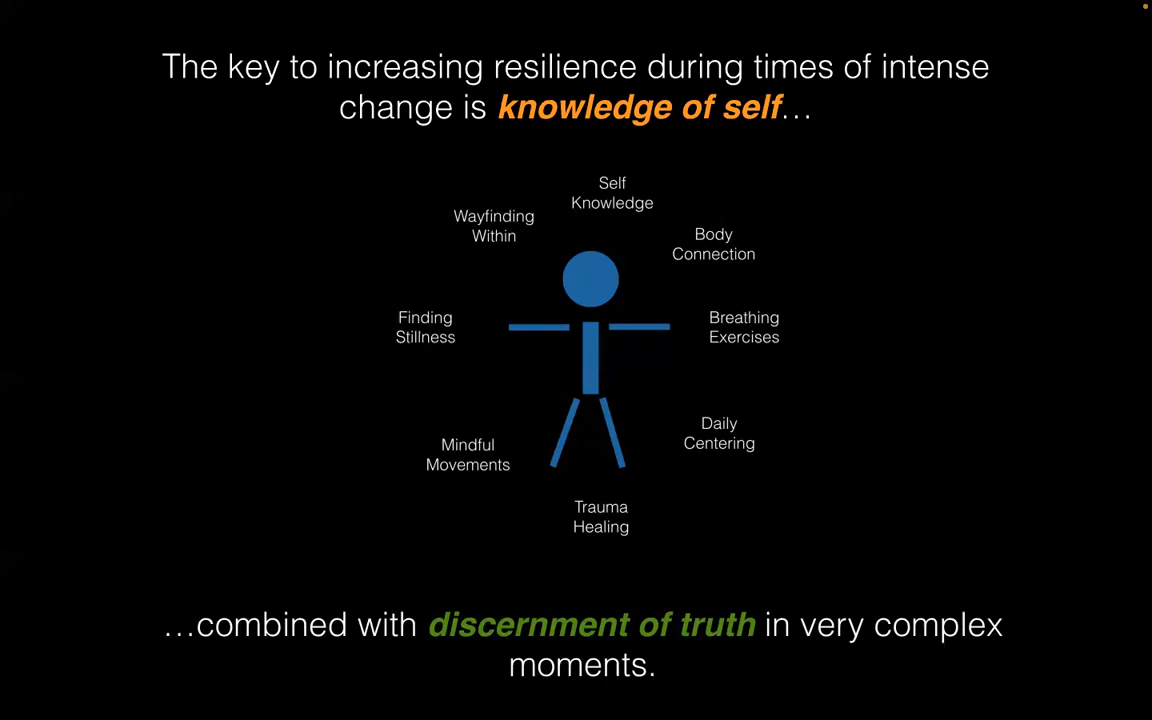 The key to increasing resilience during times of intense
change is knowledge of self…
Self
Knowledge
Wayfinding
Within
Body
Connection
Finding
Stillness
Breathing
Exercises
Daily
Centering
Mindful
Movements
Trauma
Healing
…combined with discernment of truth in very complex
moments.